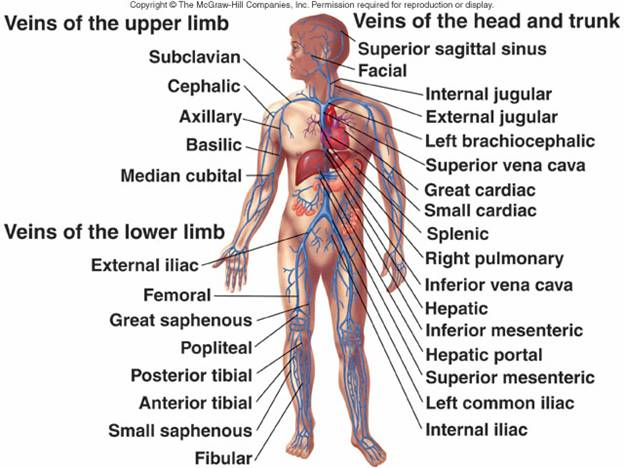 Copyright © The McGraw-Hill Companies, Inc. Permission required for reproduction or display.
Veins of the upper limb
Subclavian
Cephalic
Axillary
Basilic
Median cubital
Veins of the lower limb
External iliac
Femoral
Great saphenous
Popliteal
Posterior tibial
Anterior tibial
Small saphenous
Fibular
Veins of the head and trunk
Superior sagittal sinus
Facial
Internal jugular
External jugular
Left brachiocephalic
Superior vena cava
Great cardiac
Small cardiac
Splenic
Right pulmonary
Inferior vena cava
Hepatic
Inferior mesenteric
Hepatic portal
Superior mesenteric
Left common iliac
Internal iliac